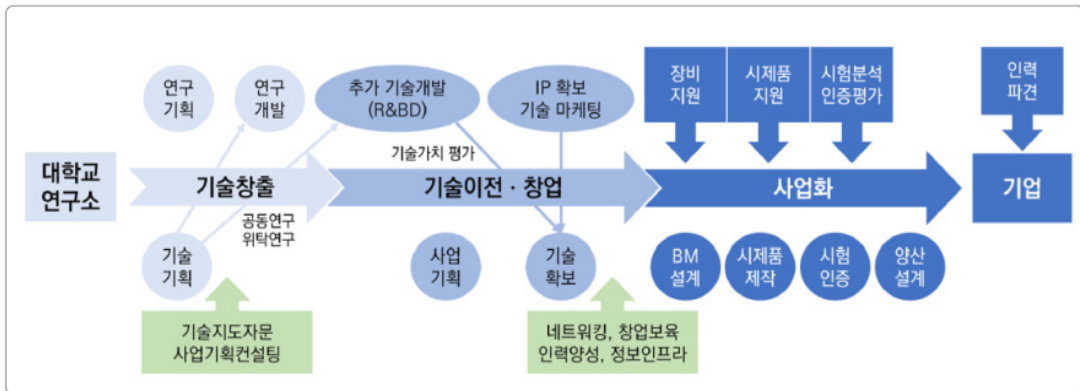 연구
기획
연구
개발
추가 기술개발
(R&BD)
IP 확보
기술 마케팅
장비
지원
시제품
지원
시험분석
인증평가
인력
파견
기술가치 평가
대학교
연구소
기술창출
기술이전 · 창업
사업화
기업
공동연구
위탁연구
기술
기획
사업
기획
기술
확보
BM
설계
시제품
제작
시험
인증
양산
설계
기술지도자문
사업기획컨설팅
네트워킹, 창업보육
인력양성, 정보인프라